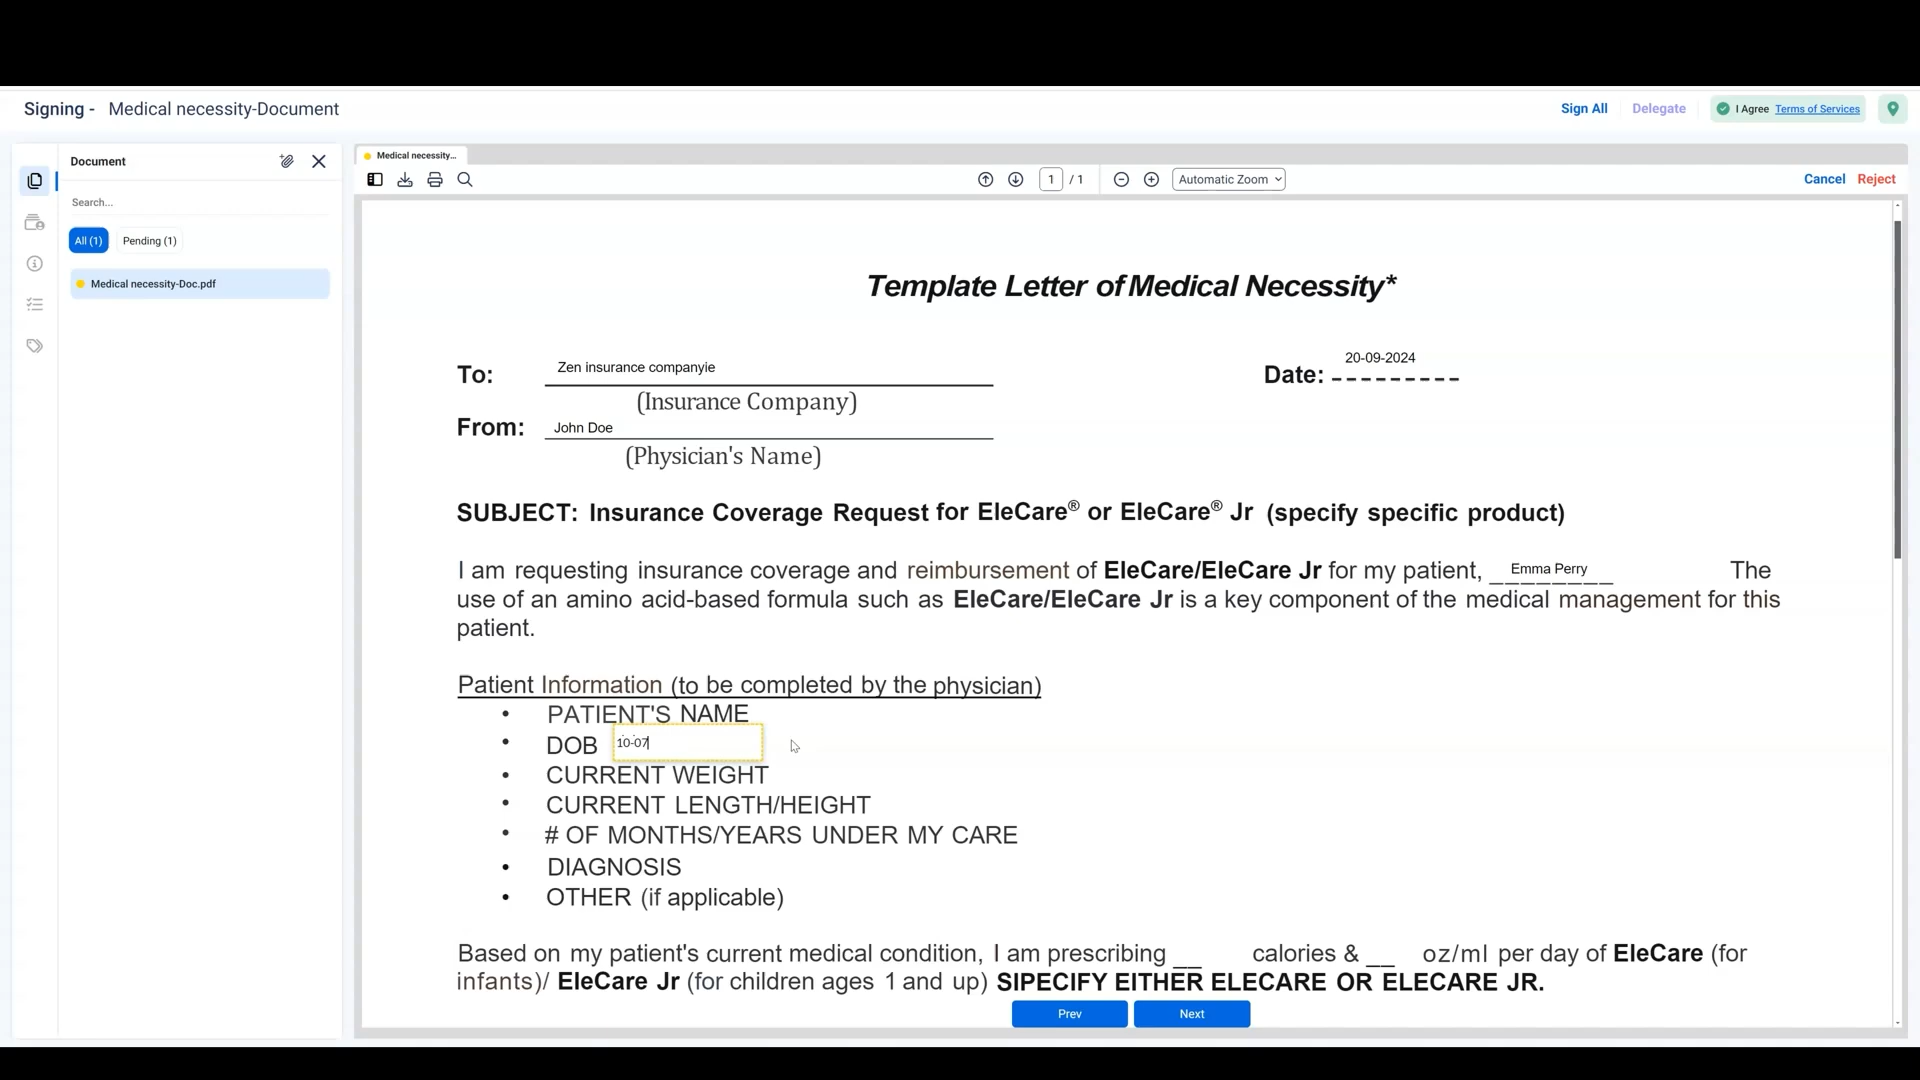 Signing - Medical necessity-Document
Sign All Delegate I Agree Terms of Services
Document
Search...
All (1) Pending (1)
Medical necessity-Doc.pdf
Medical necessity...
1 / 1 Automatic Zoom Cancel Reject
Template Letter of Medical Necessity*
To: Zen insurance companyie
(Insurance Company)
Date: 20-09-2024
From: John Doe
(Physician's Name)
SUBJECT: Insurance Coverage Request for EleCare® or EleCare® Jr (specify specific product)
I am requesting insurance coverage and reimbursement of EleCare/EleCare Jr for my patient, Emma Perry The
use of an amino acid-based formula such as EleCare/EleCare Jr is a key component of the medical management for this
patient.
Patient Information (to be completed by the physician)
• PATIENT'S NAME
• DOB 10-07
• CURRENT WEIGHT
• CURRENT LENGTH/HEIGHT
• # OF MONTHS/YEARS UNDER MY CARE
• DIAGNOSIS
• OTHER (if applicable)
Based on my patient's current medical condition, I am prescribing __ calories & __ oz/ml per day of EleCare (for
infants)/ EleCare Jr (for children ages 1 and up) SIPECIFY EITHER ELECARE OR ELECARE JR.
Prev Next